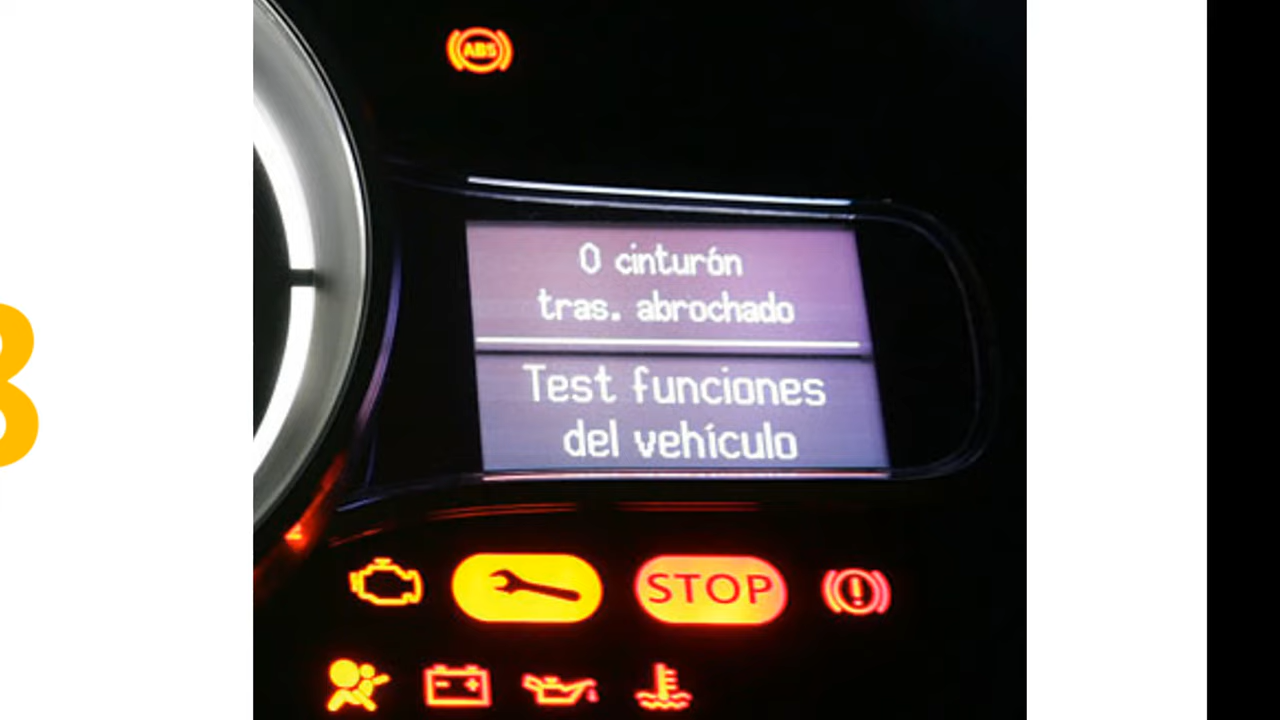 ABS
0 cinturón
tras. abrochado
Test funciones
del vehículo
STOP